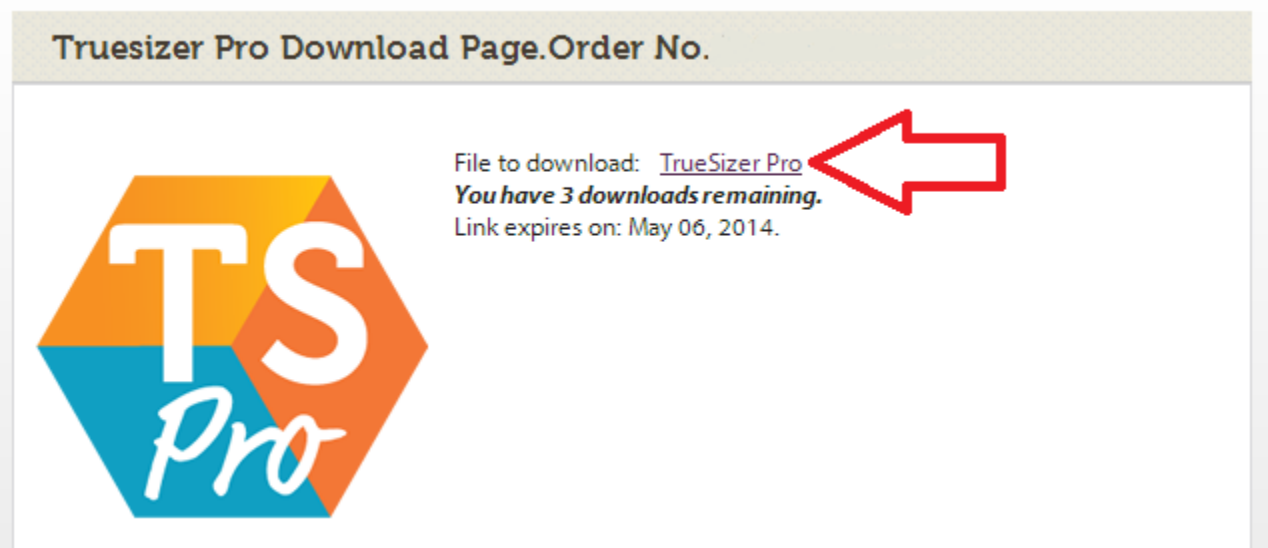 Truesizer Pro Download Page.Order No.
File to download: TrueSizer Pro
You have 3 downloads remaining.
Link expires on: May 06, 2014.
TS
Pro